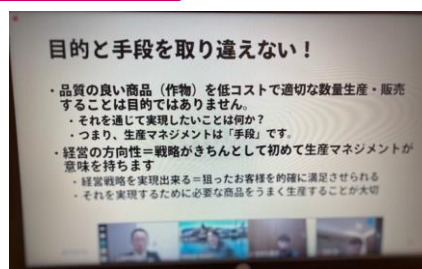 目的と手段を取り違えない！
・品質の良い商品（作物）を低コストで適切な数量生産・販売
することは目的ではありません。
・それを通じて実現したいことは何か？
・つまり、生産マネジメントは「手段」です。
・経営の方向性＝戦略がきちんとして初めて生産マネジメントが
意味を持ちます
・経営戦略を実現出来る＝狙ったお客様を的確に満足させられる
・それを実現するために必要な商品をうまく生産することが大切